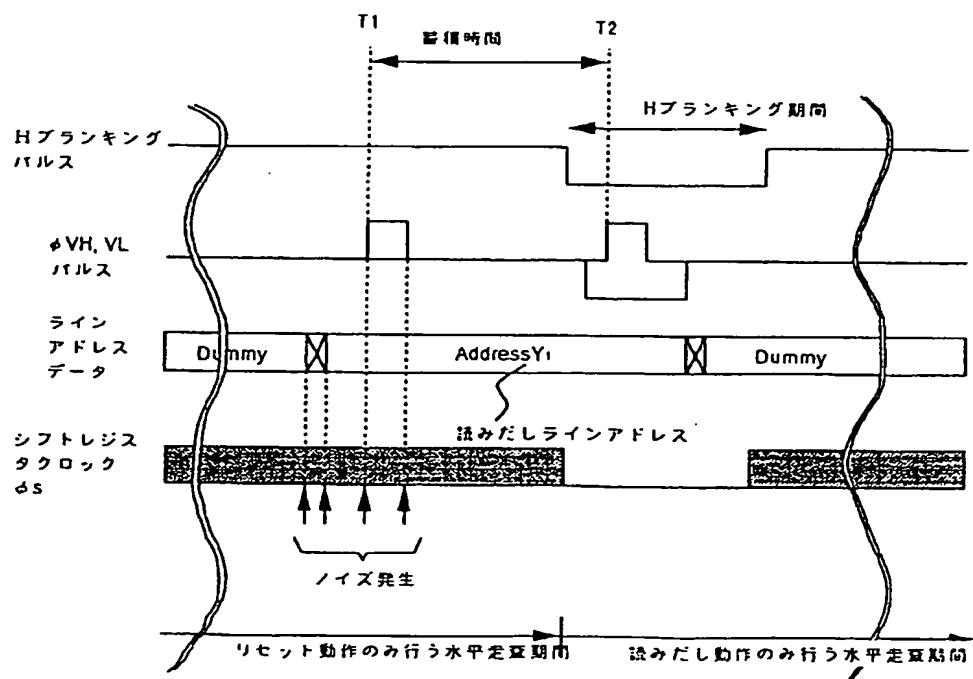 T1
T2
蓄積時間
Hブランキング期間
Hブランキング
パルス
φVH, VL
パルス
ライン
アドレス
データ
Dummy
AddressY1
Dummy
読みだしラインアドレス
シフトレジス
タクロック
φs
ノイズ発生
リセット動作のみ行う水平走査期間
読みだし動作のみ行う水平走査期間